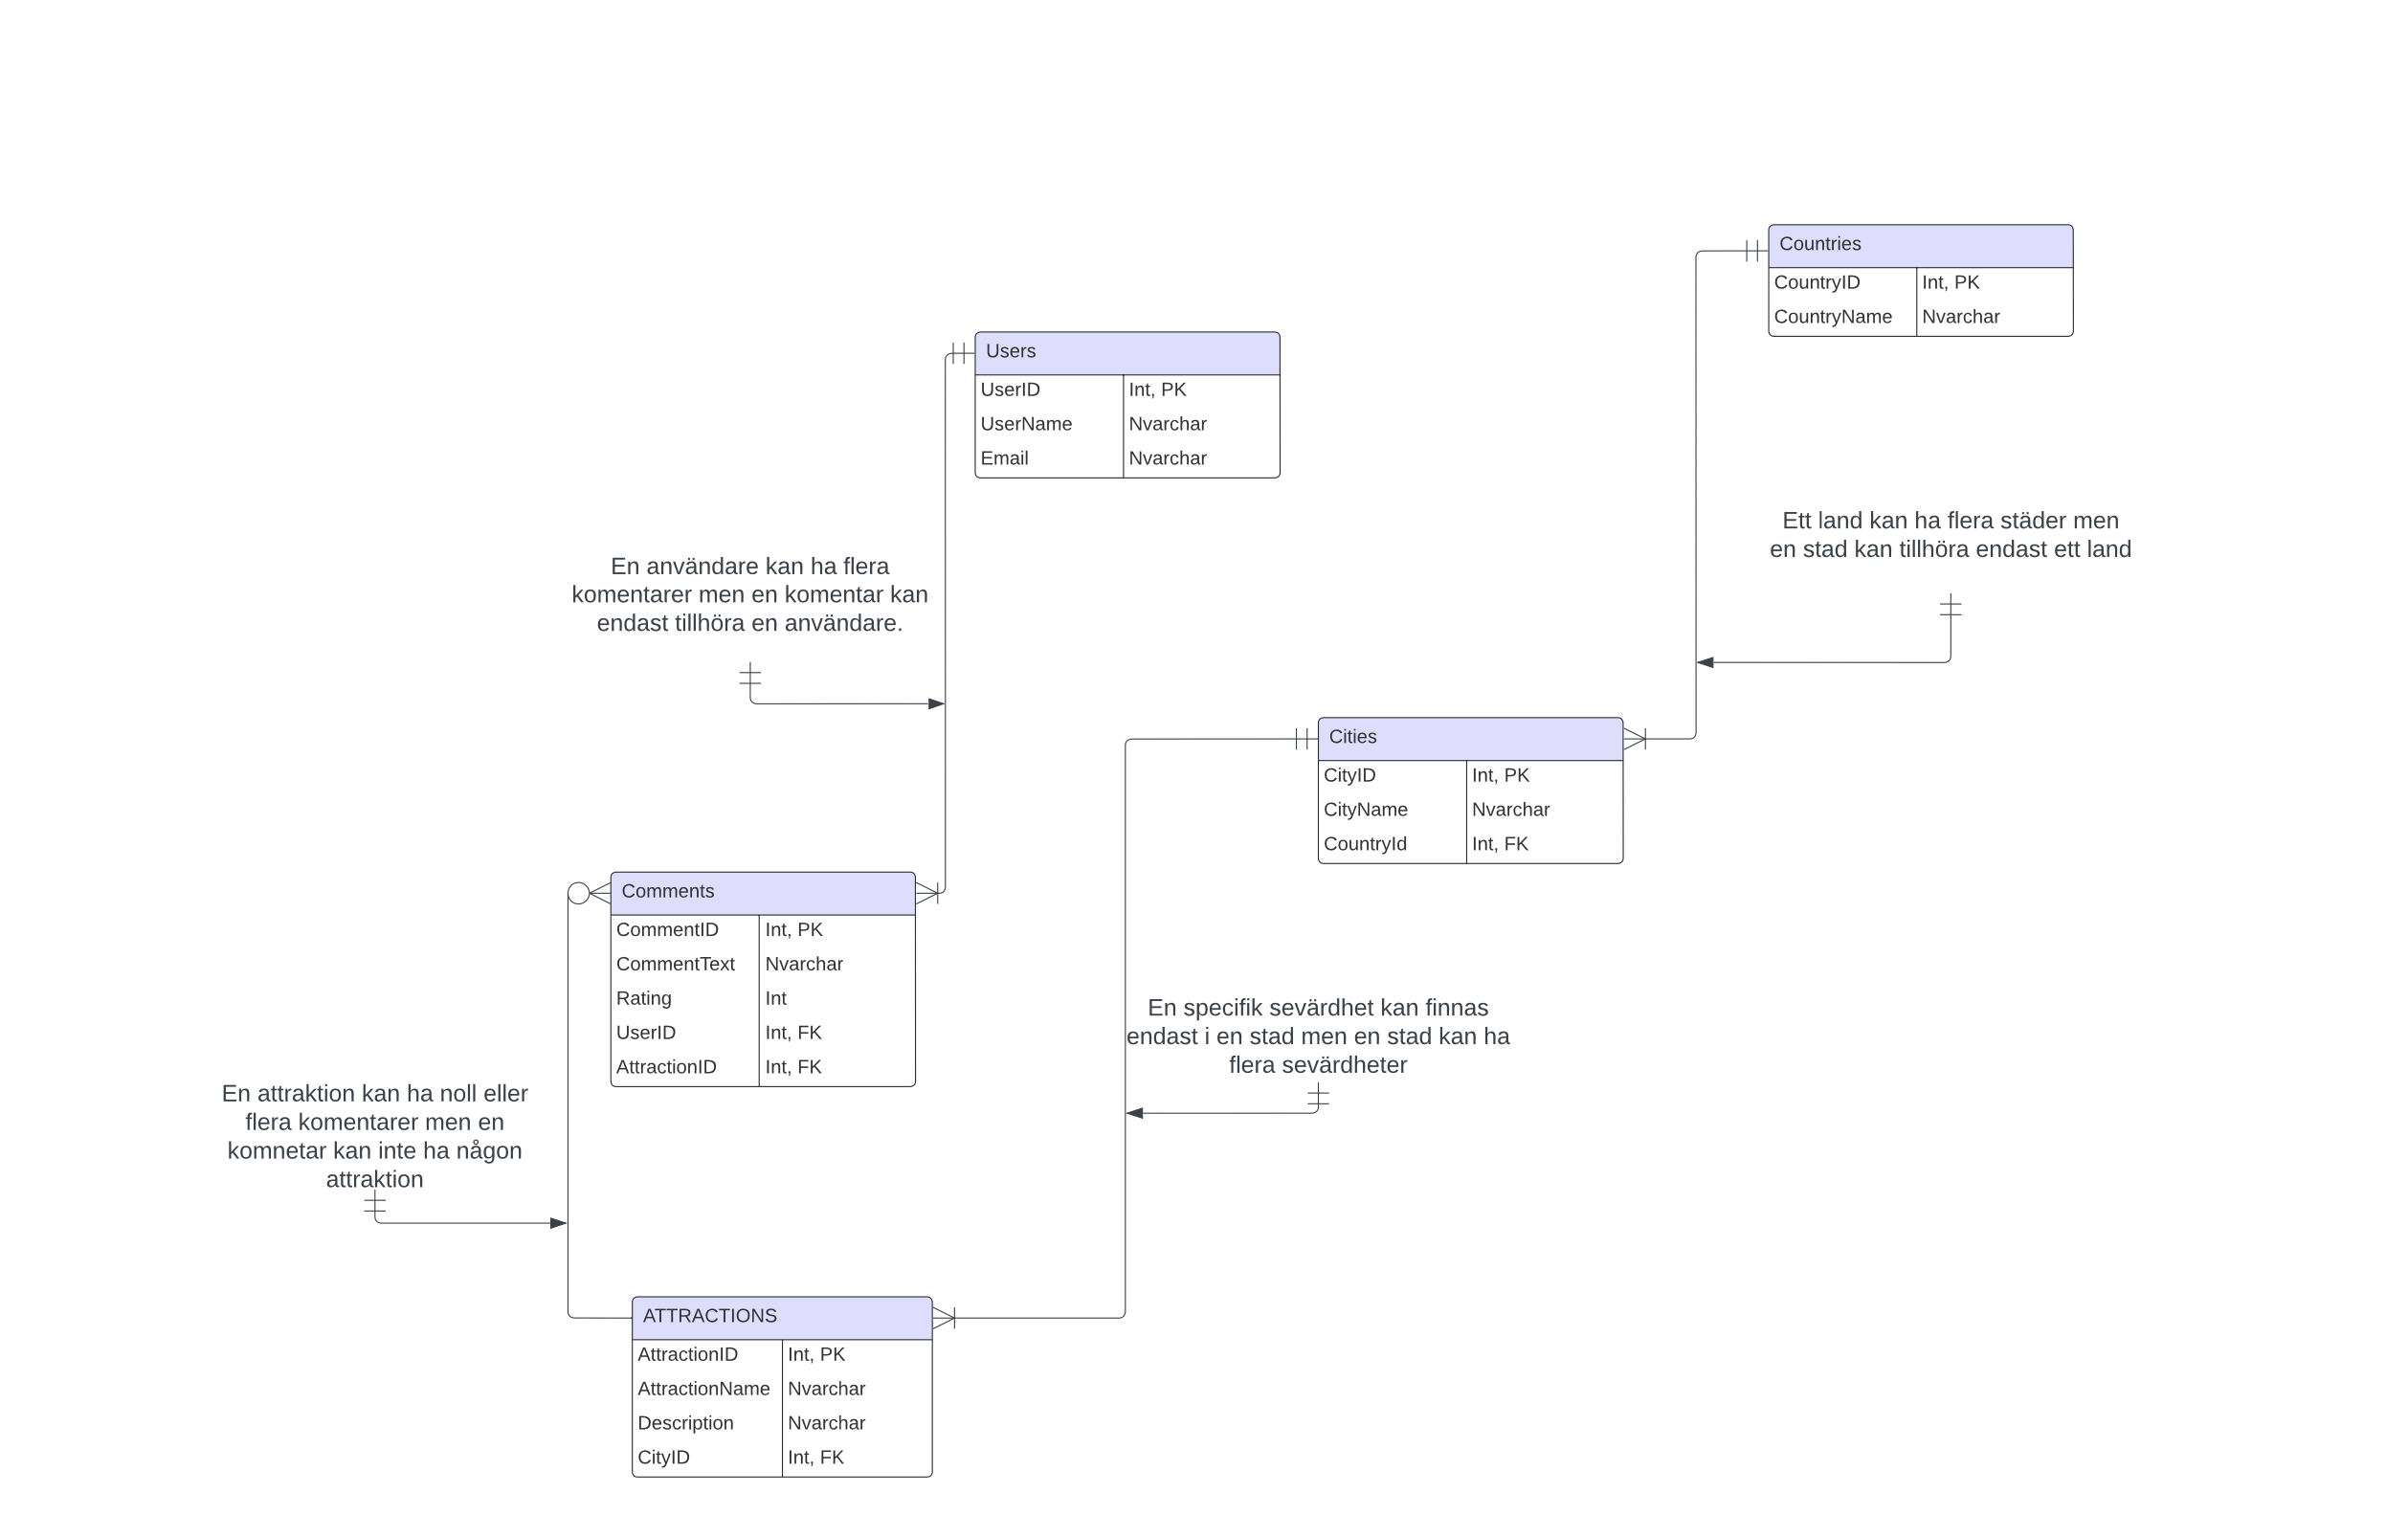 Countries
CountryID Int, PK
CountryName Nvarchar
Users
UserID Int, PK
UserName Nvarchar
Email Nvarchar
Ett land kan ha flera städer men
en stad kan tillhöra endast ett land
En användare kan ha flera
komentarer men en komentar kan
endast tillhöra en användare.
Cities
CityID Int, PK
CityName Nvarchar
CountryId Int, FK
Comments
CommentID Int, PK
CommentText Nvarchar
Rating Int
UserID Int, FK
AttractionID Int, FK
En specifik sevärdhet kan finnas
endast i en stad men en stad kan ha
flera sevärdheter
En attraktion kan ha noll eller
flera komentarer men en
komnetar kan inte ha någon
attraktion
ATTRACTIONS
AttractionID Int, PK
AttractionName Nvarchar
Description Nvarchar
CityID Int, FK